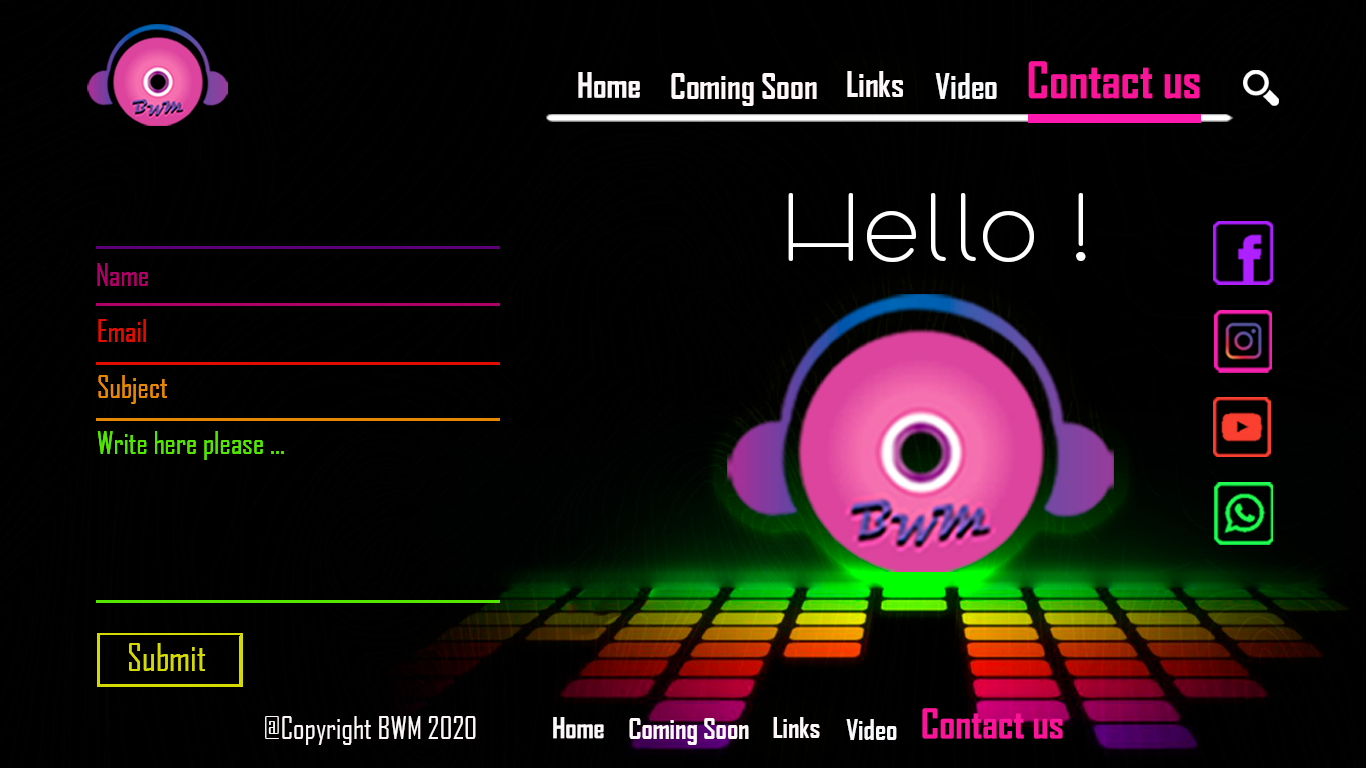 BWM
Home Coming Soon Links Video Contact us
Hello !
Name
Email
Subject
Write here please ...
BWM
Submit
@Copyright BWM 2020
Home Coming Soon Links Video Contact us